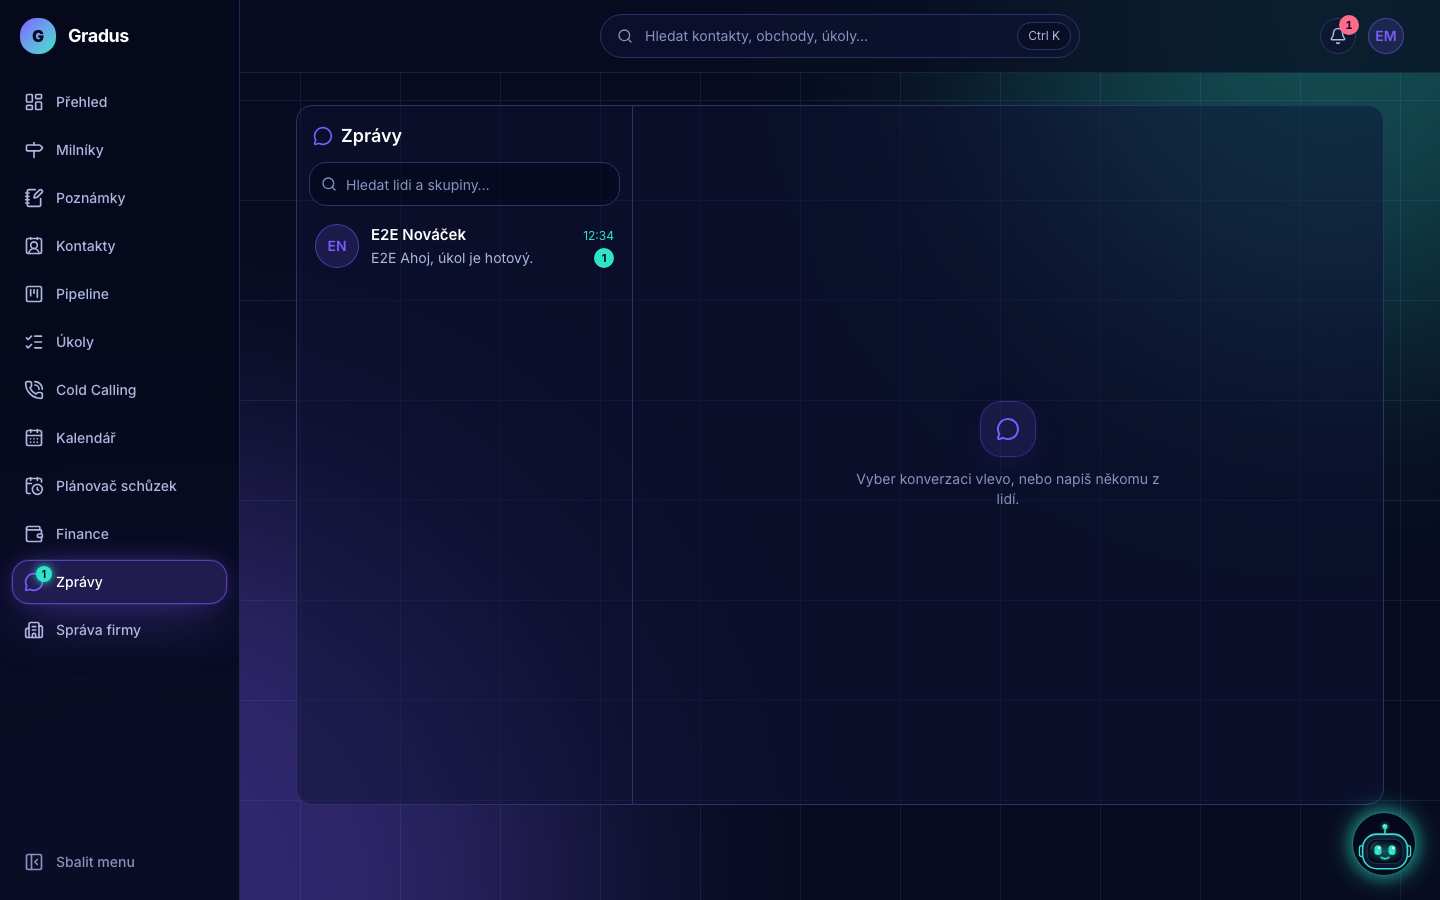 G
Gradus
Hledat kontakty, obchody, úkoly...
Ctrl K
1
EM
Přehled
Milníky
Poznámky
Kontakty
Pipeline
Úkoly
Cold Calling
Kalendář
Plánovač schůzek
Finance
1
Zprávy
Správa firmy
Sbalit menu
Zprávy
Hledat lidi a skupiny...
EN
E2E Nováček
12:34
E2E Ahoj, úkol je hotový.
1
Vyber konverzaci vlevo, nebo napiš někomu z
lidí.